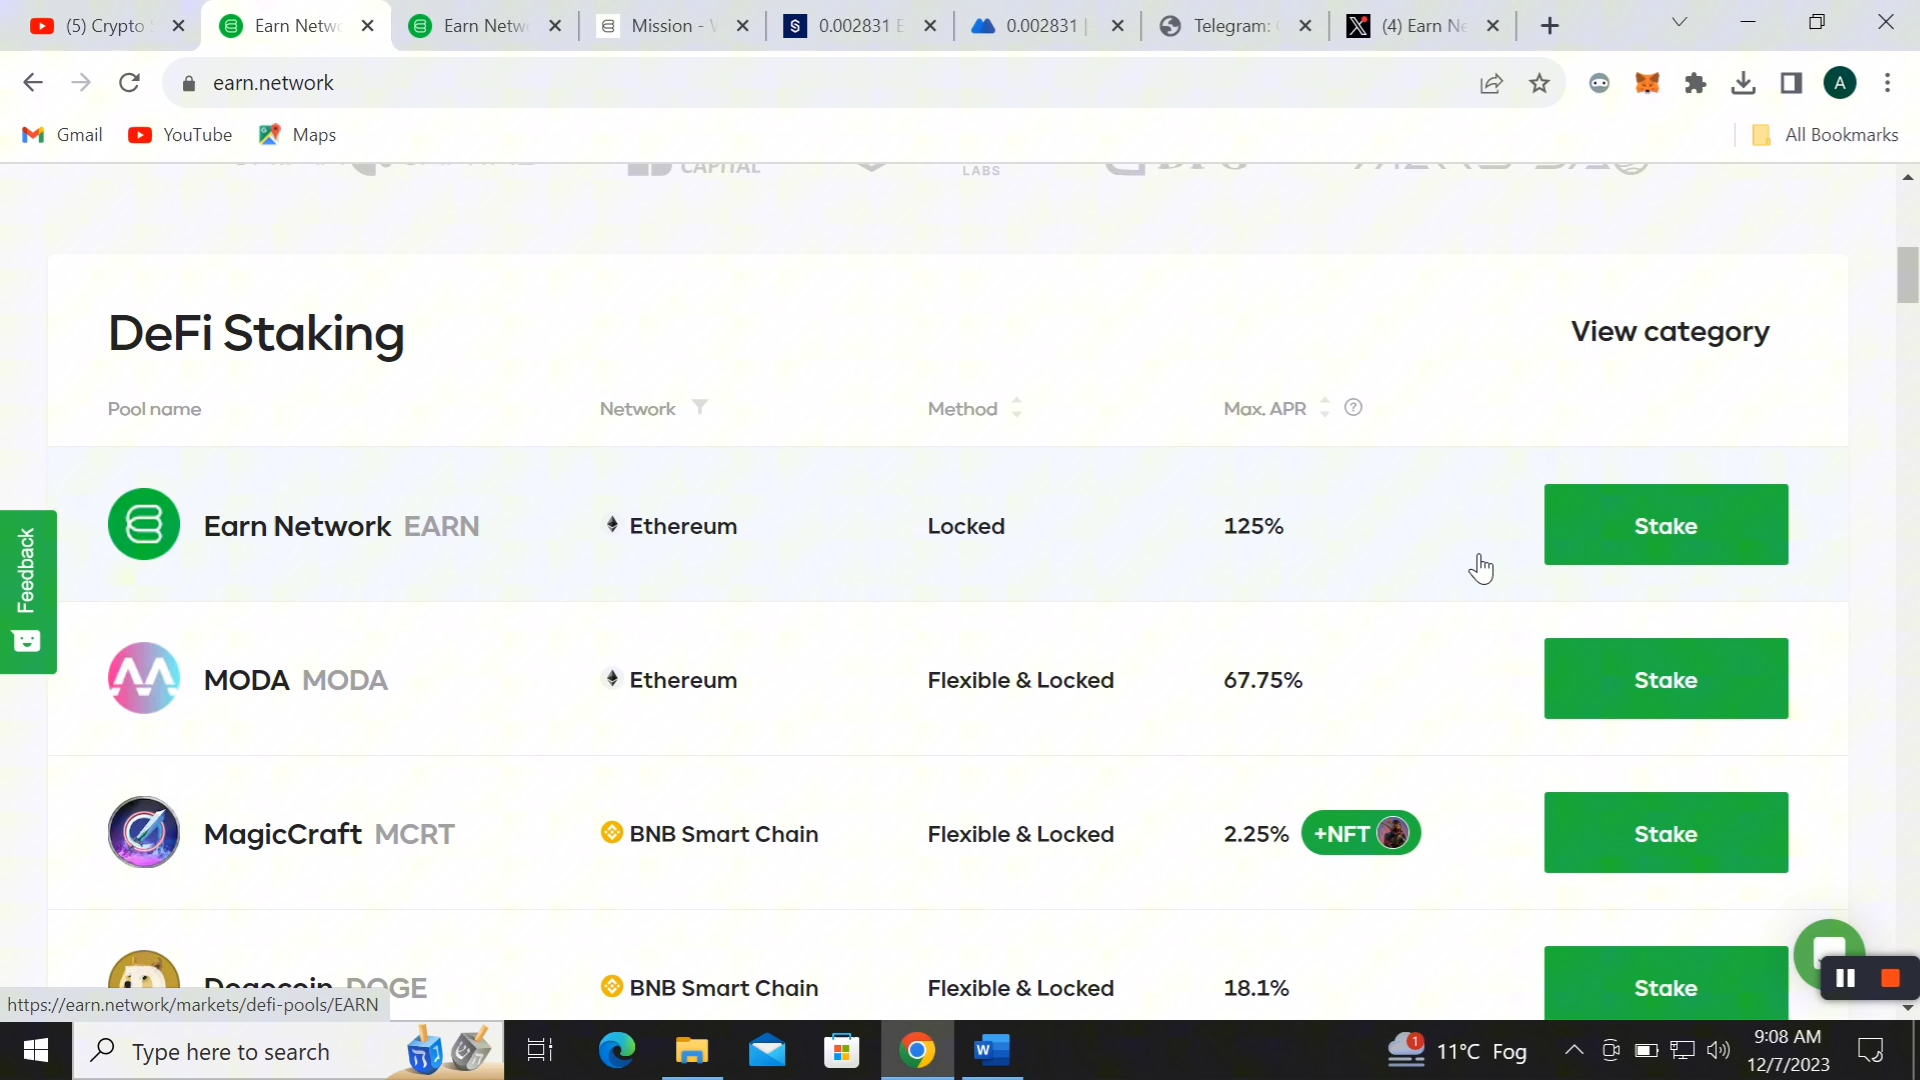 (5) Crypto
Earn Netw
Earn Netw
Mission - V
0.002831 E
0.002831 |
Telegram: C
(4) Earn Ne
earn.network
A
Gmail
YouTube
Maps
All Bookmarks
CAPITAL
LABS
DeFi Staking
View category
Pool name
Network
Method
Max. APR
Earn Network EARN
Ethereum
Locked
125%
Stake
Feedback
MODA MODA
Ethereum
Flexible & Locked
67.75%
Stake
MagicCraft MCRT
BNB Smart Chain
Flexible & Locked
2.25%
+NFT
Stake
Dogecoin DOGE
BNB Smart Chain
Flexible & Locked
18.1%
Stake
https://earn.network/markets/defi-pools/EARN
Type here to search
1
11°C Fog
9:08 AM
12/7/2023